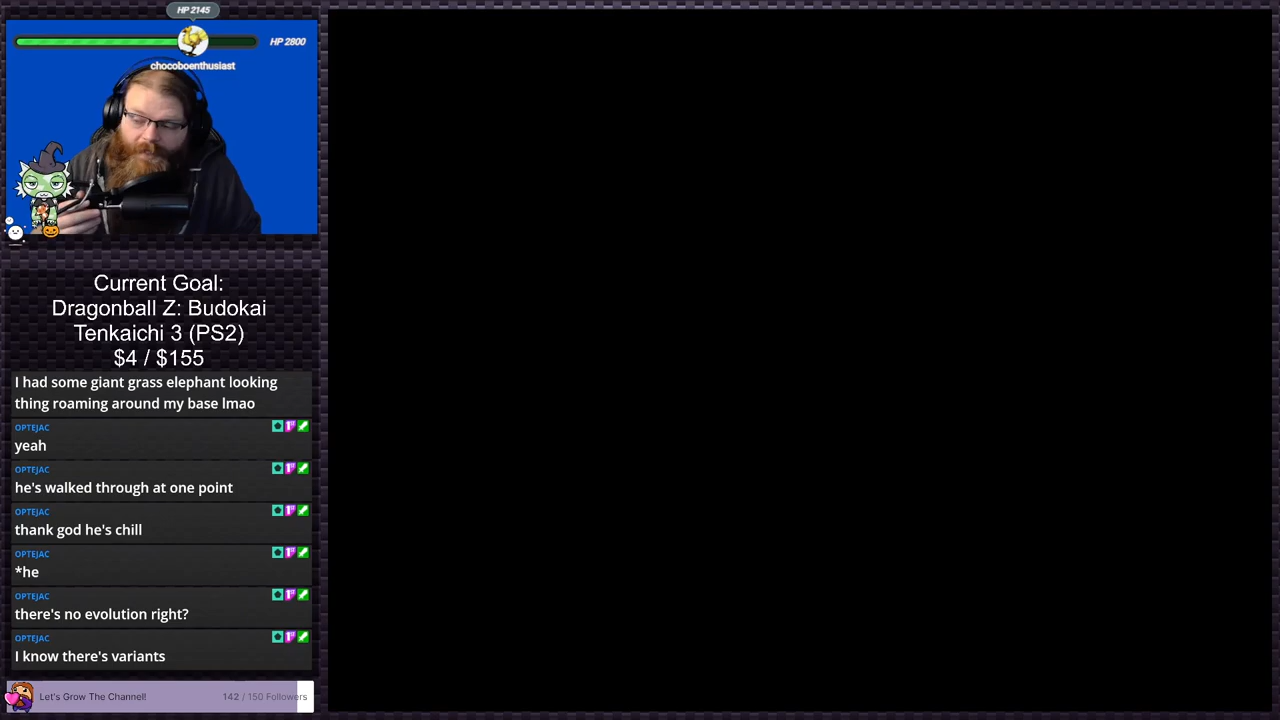 HP 2145
HP 2800
chocoboenthusiast
Current Goal:
Dragonball Z: Budokai
Tenkaichi 3 (PS2)
$4 / $155
I had some giant grass elephant looking
thing roaming around my base lmao
OPTEJAC
yeah
OPTEJAC
he's walked through at one point
OPTEJAC
thank god he's chill
OPTEJAC
*he
OPTEJAC
there's no evolution right?
OPTEJAC
I know there's variants
Let's Grow The Channel!
142 / 150 Followers